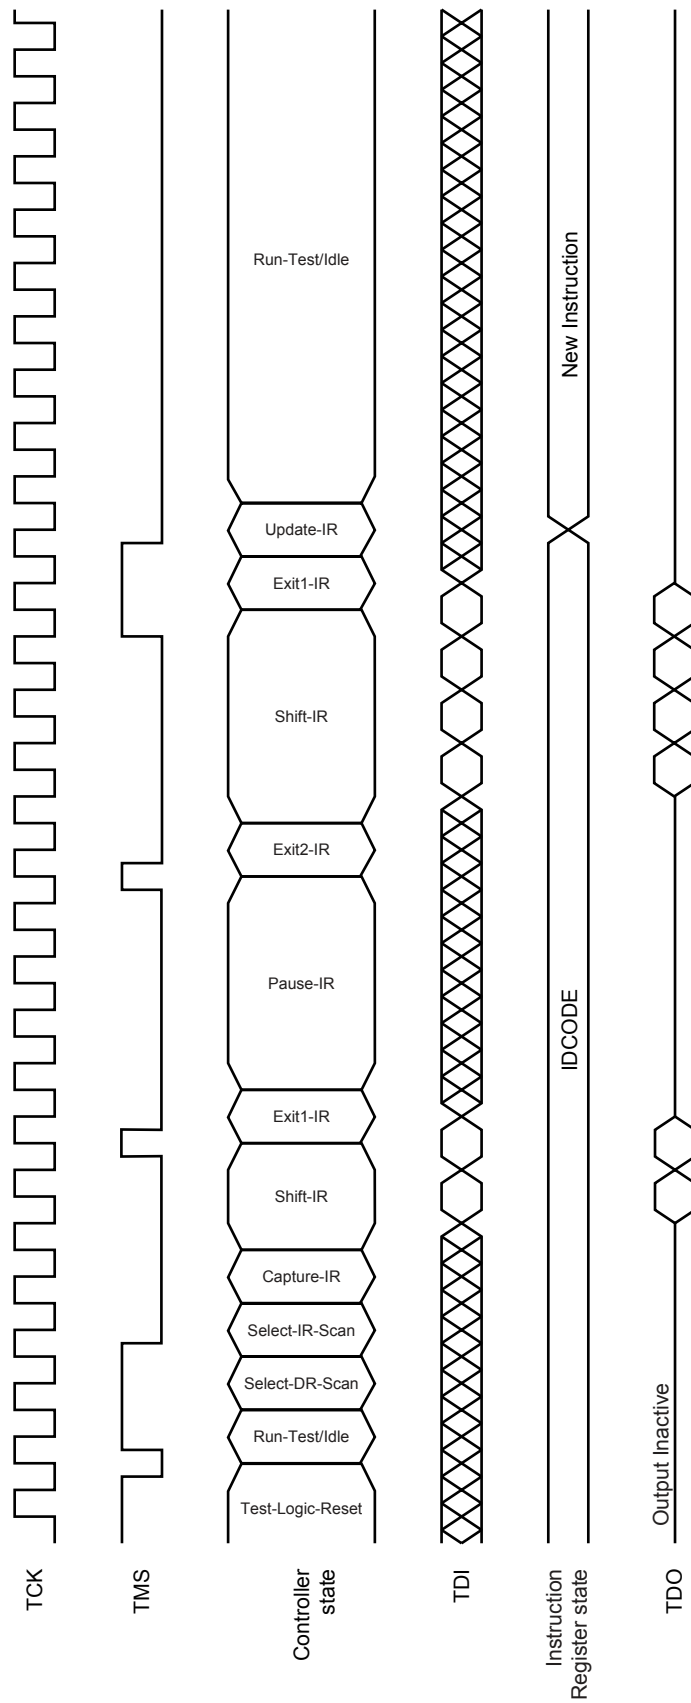 TCK
TMS
Controller
state
Test-Logic-Reset
Run-Test/Idle
Select-DR-Scan
Select-IR-Scan
Capture-IR
Shift-IR
Exit1-IR
Pause-IR
Exit2-IR
Shift-IR
Exit1-IR
Update-IR
Run-Test/Idle
TDI
Instruction
Register state
IDCODE
New Instruction
TDO
Output Inactive